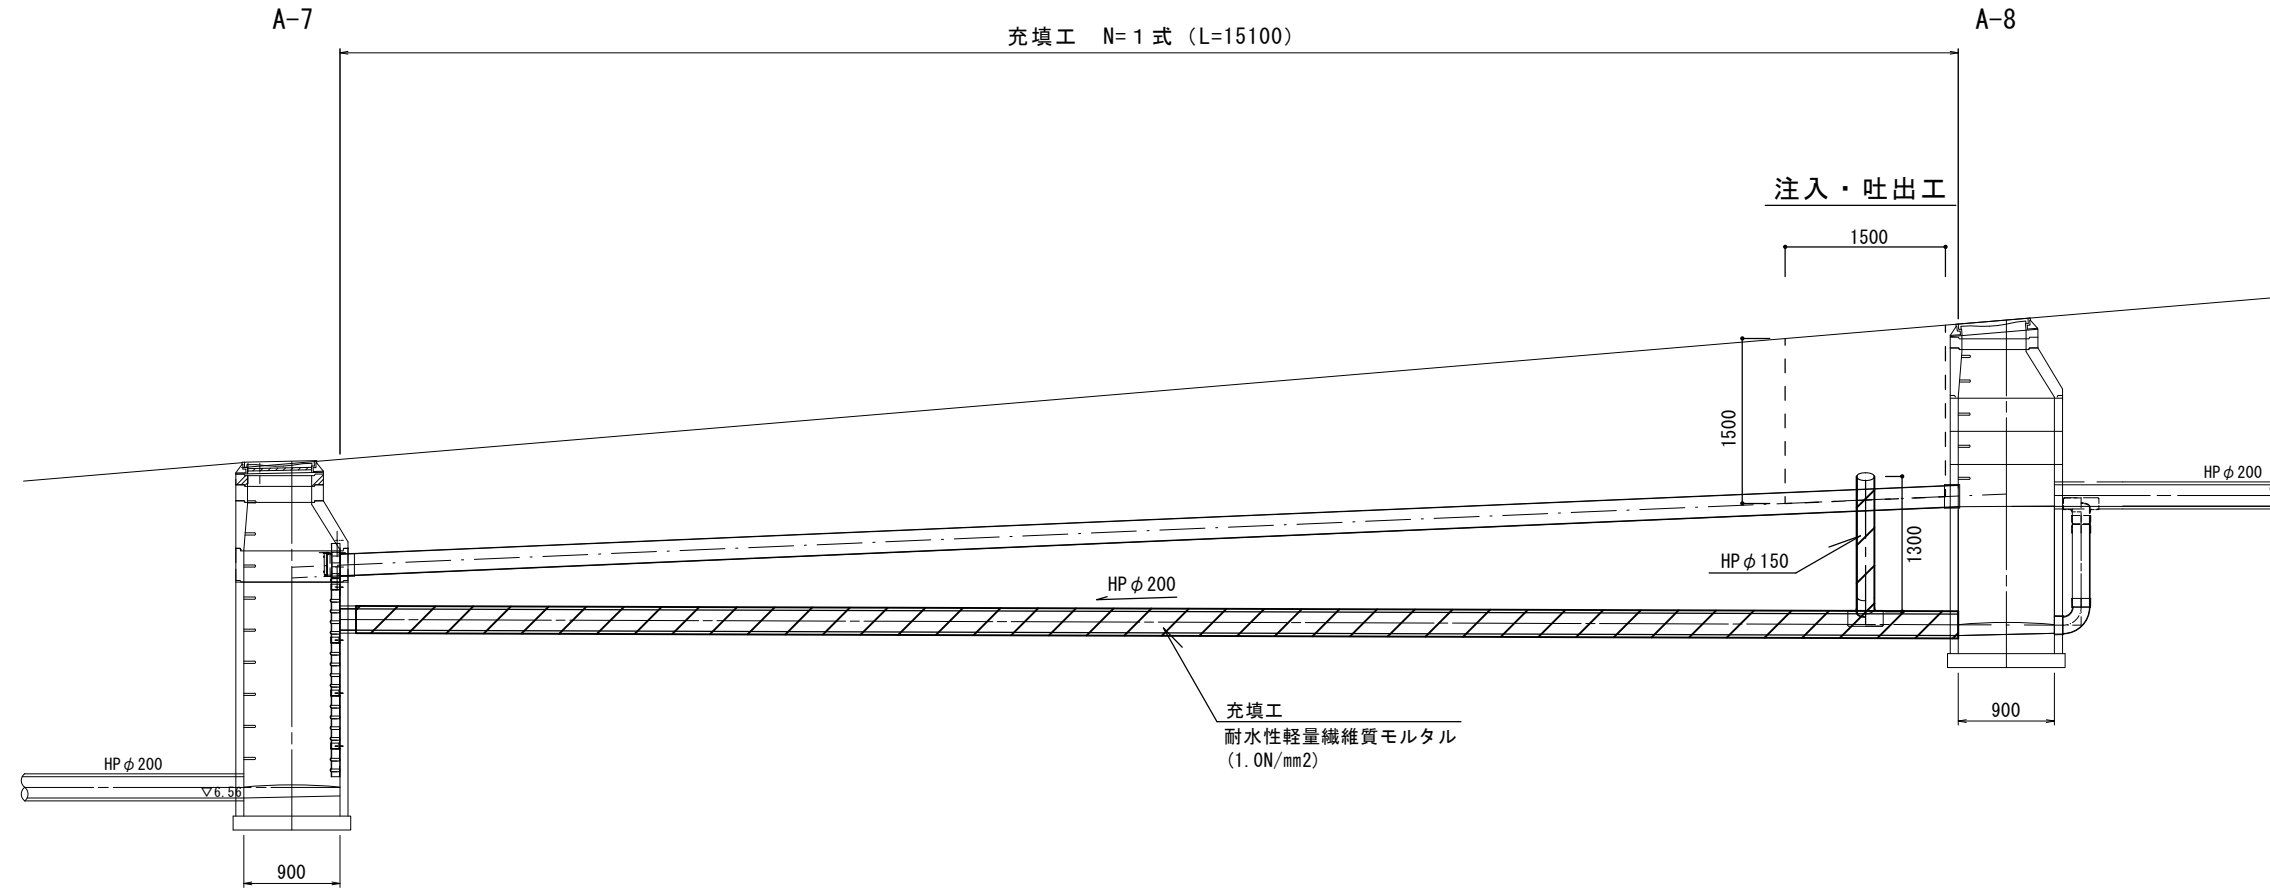 A-7
A-8
充填工 N=１式 (L=15100)
注入・吐出工
1500
1500
HPφ200
HPφ150
1300
HPφ200
充填工
耐水性軽量繊維質モルタル
(1.0N/mm2)
900
HPφ200
▽6.56
900